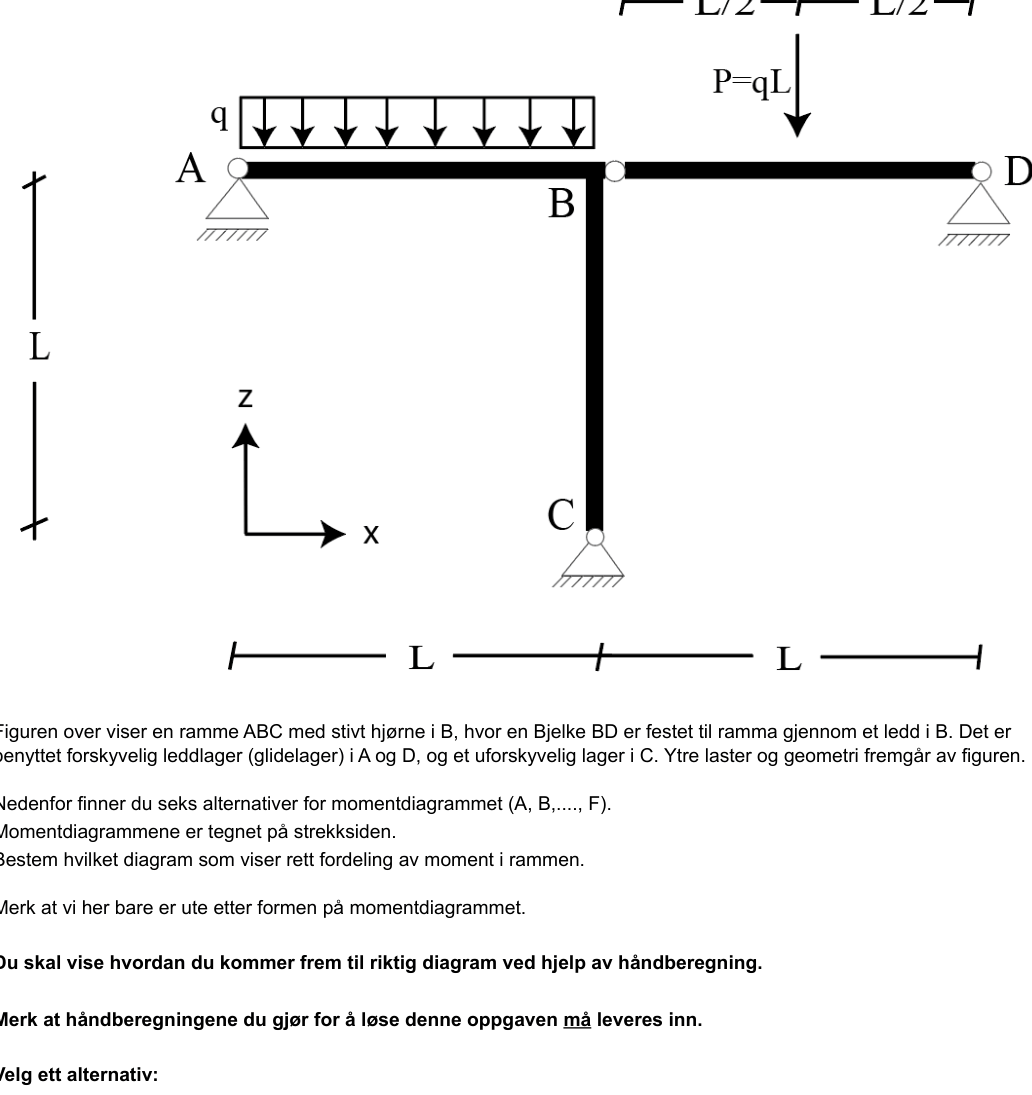 L/2 L/2
P=qL
q
A
D
B
L
z
C
x
L L
Figuren over viser en ramme ABC med stivt hjørne i B, hvor en Bjelke BD er festet til ramma gjennom et ledd i B. Det er
benyttet forskyvelig leddlager (glidelager) i A og D, og et uforskyvelig lager i C. Ytre laster og geometri fremgår av figuren.
Nedenfor finner du seks alternativer for momentdiagrammet (A, B,...., F).
Momentdiagrammene er tegnet på strekksiden.
Bestem hvilket diagram som viser rett fordeling av moment i rammen.
Merk at vi her bare er ute etter formen på momentdiagrammet.
Du skal vise hvordan du kommer frem til riktig diagram ved hjelp av håndberegning.
Merk at håndberegningene du gjør for å løse denne oppgaven må leveres inn.
Velg ett alternativ: